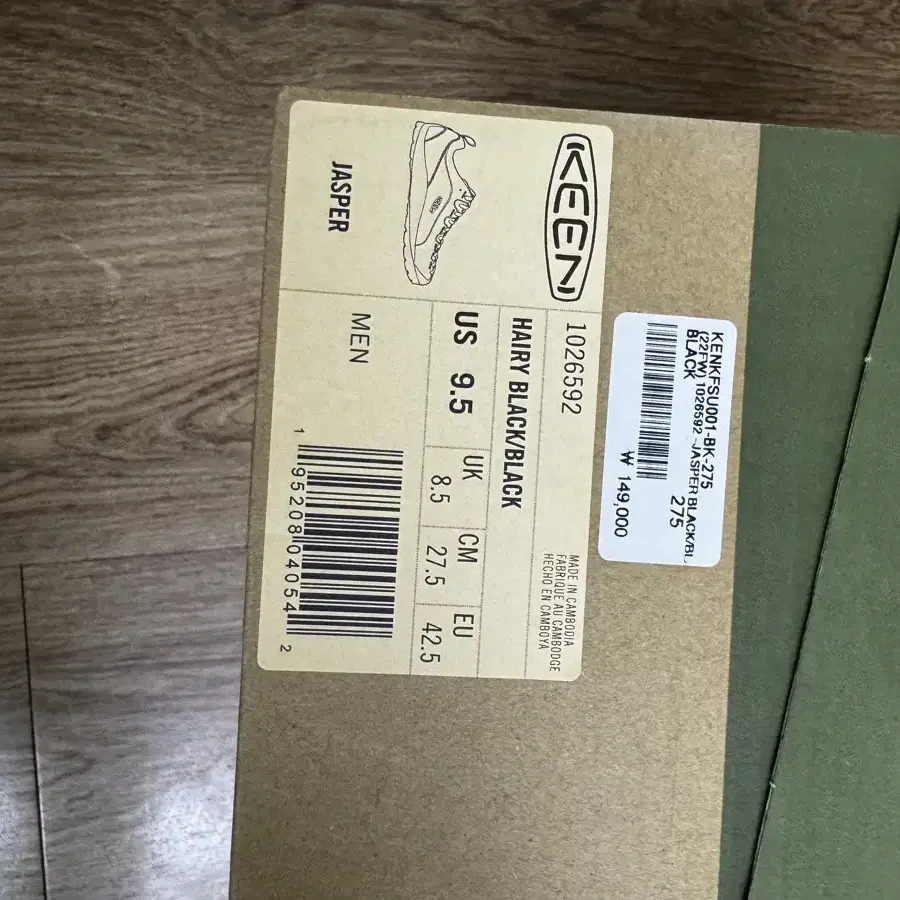 KEEN
JASPER
1026592
HAIRY BLACK/BLACK
US 9.5
UK 8.5
CM 27.5
EU 42.5
MEN
MADE IN CAMBODIA
FABRIQUE AU CAMBODGE
HECHO EN CAMBOYA
1 95208 04054 2
KENKFSU001-BK-275
(22FW) 1026592 -JASPER BLACK/BL
BLACK
275
₩ 149,000